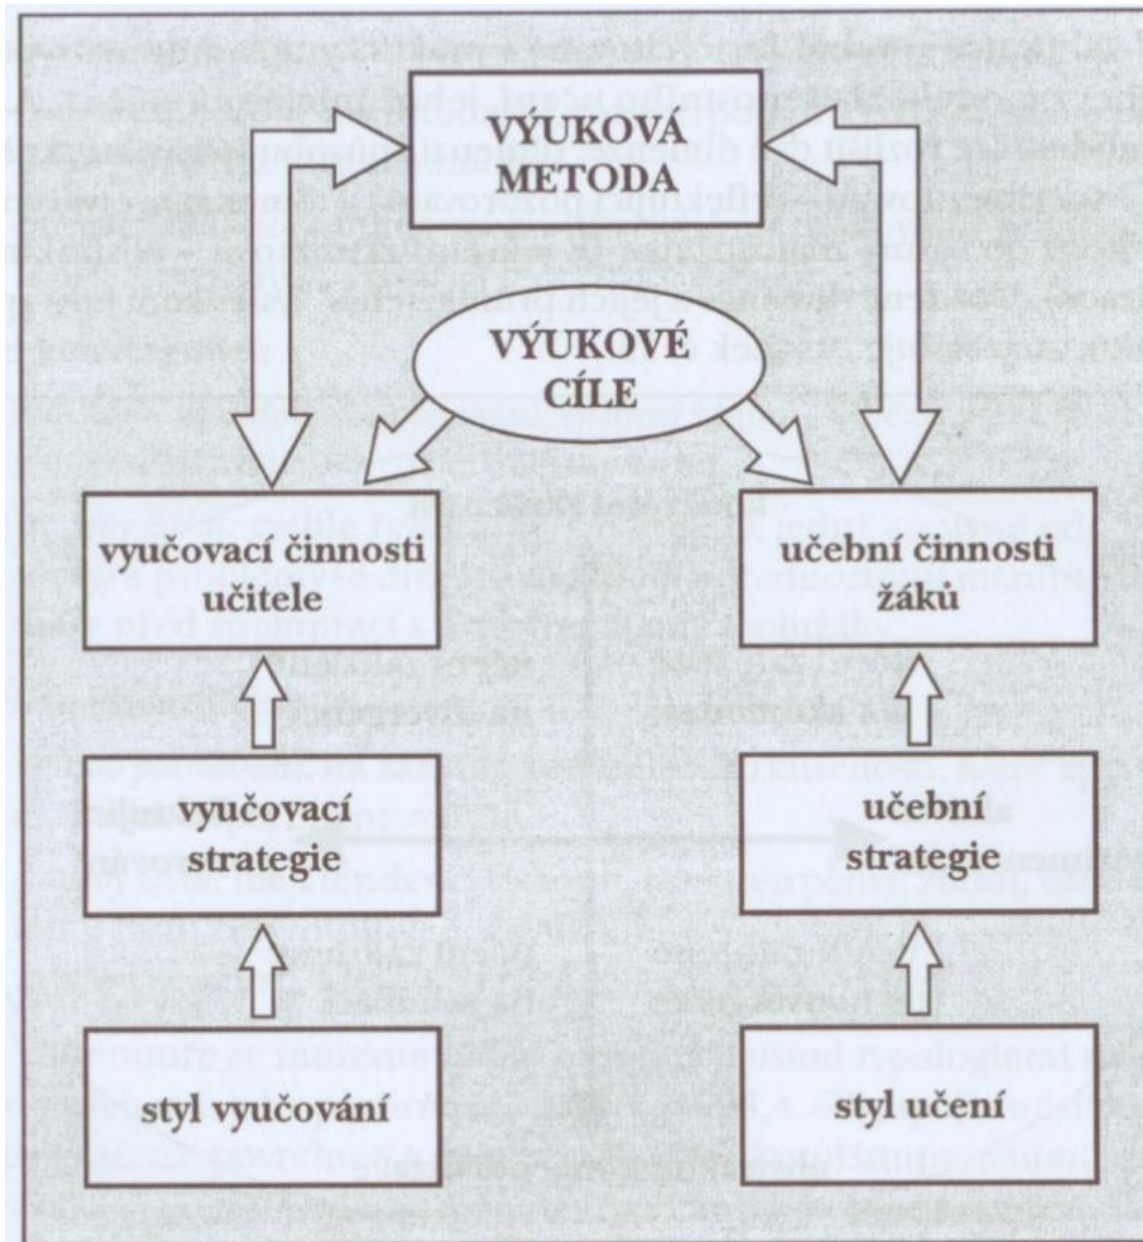 VÝUKOVÁ
METODA
VÝUKOVÉ
CÍLE
vyučovací činnosti
učitele
učební činnosti
žáků
vyučovací
strategie
učební
strategie
styl vyučování
styl učení